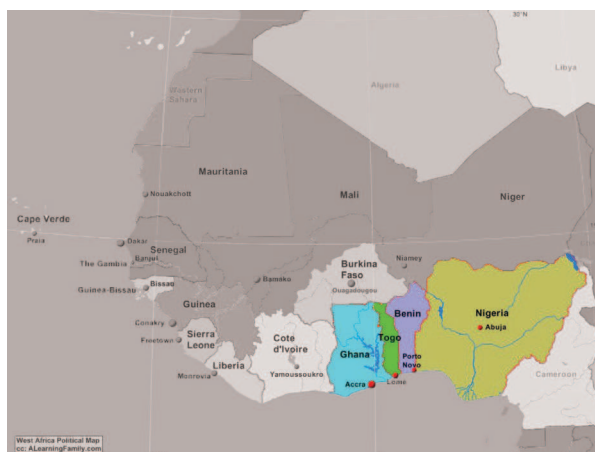 30°N
Libya
Algeria
Western
Sahara
Mauritania
Mali
Niger
Nouakchott
Cape Verde
Praia
Dakar
Senegal
The Gambia
Banjul
Guinea-Bissau
Bissau
Bamako
Burkina
Faso
Ouagadougou
Niamey
Guinea
Conakry
Freetown
Sierra
Leone
Monrovia
Liberia
Cote
d'Ivoire
Yamoussoukro
Ghana
Accra
Togo
Lome
Benin
Porto
Novo
Nigeria
Abuja
Cameroon
West Africa Political Map
cc: ALearningFamily.com